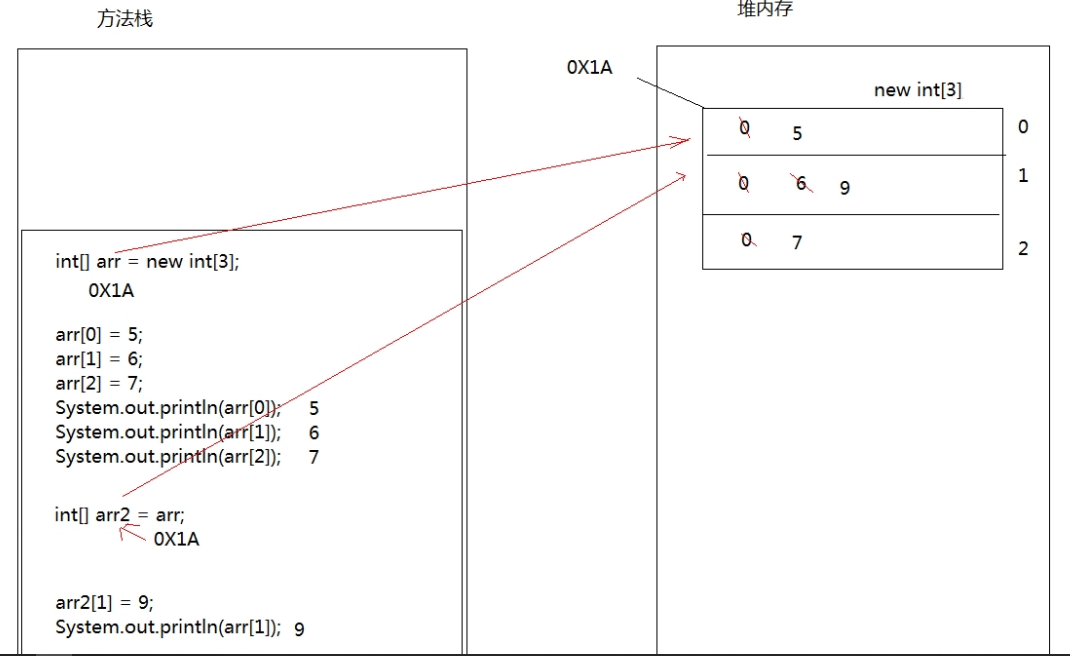 方法栈
堆内存
0X1A
new int[3]
0 5 0
0 6 9 1
0 7 2
int[] arr = new int[3];
0X1A
arr[0] = 5;
arr[1] = 6;
arr[2] = 7;
System.out.println(arr[0]); 5
System.out.println(arr[1]); 6
System.out.println(arr[2]); 7
int[] arr2 = arr;
0X1A
arr2[1] = 9;
System.out.println(arr[1]); 9